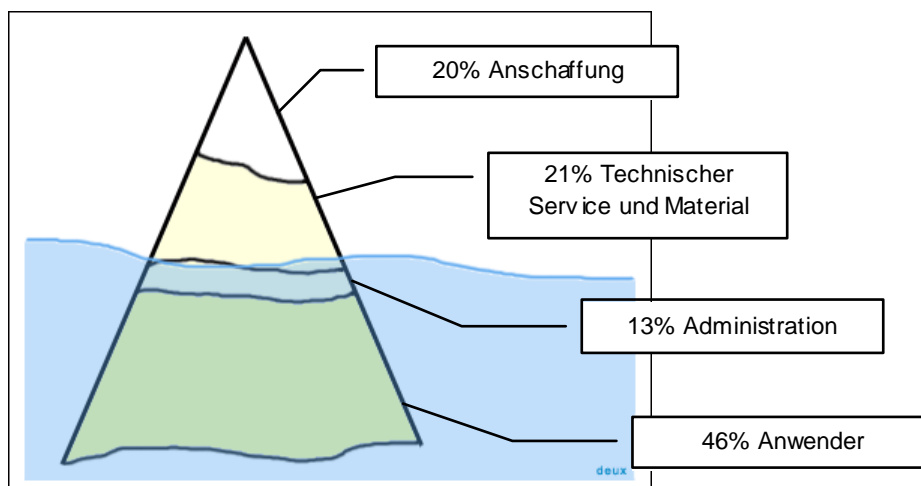 20% Anschaffung
21% Technischer
Service und Material
13% Administration
46% Anwender
deux